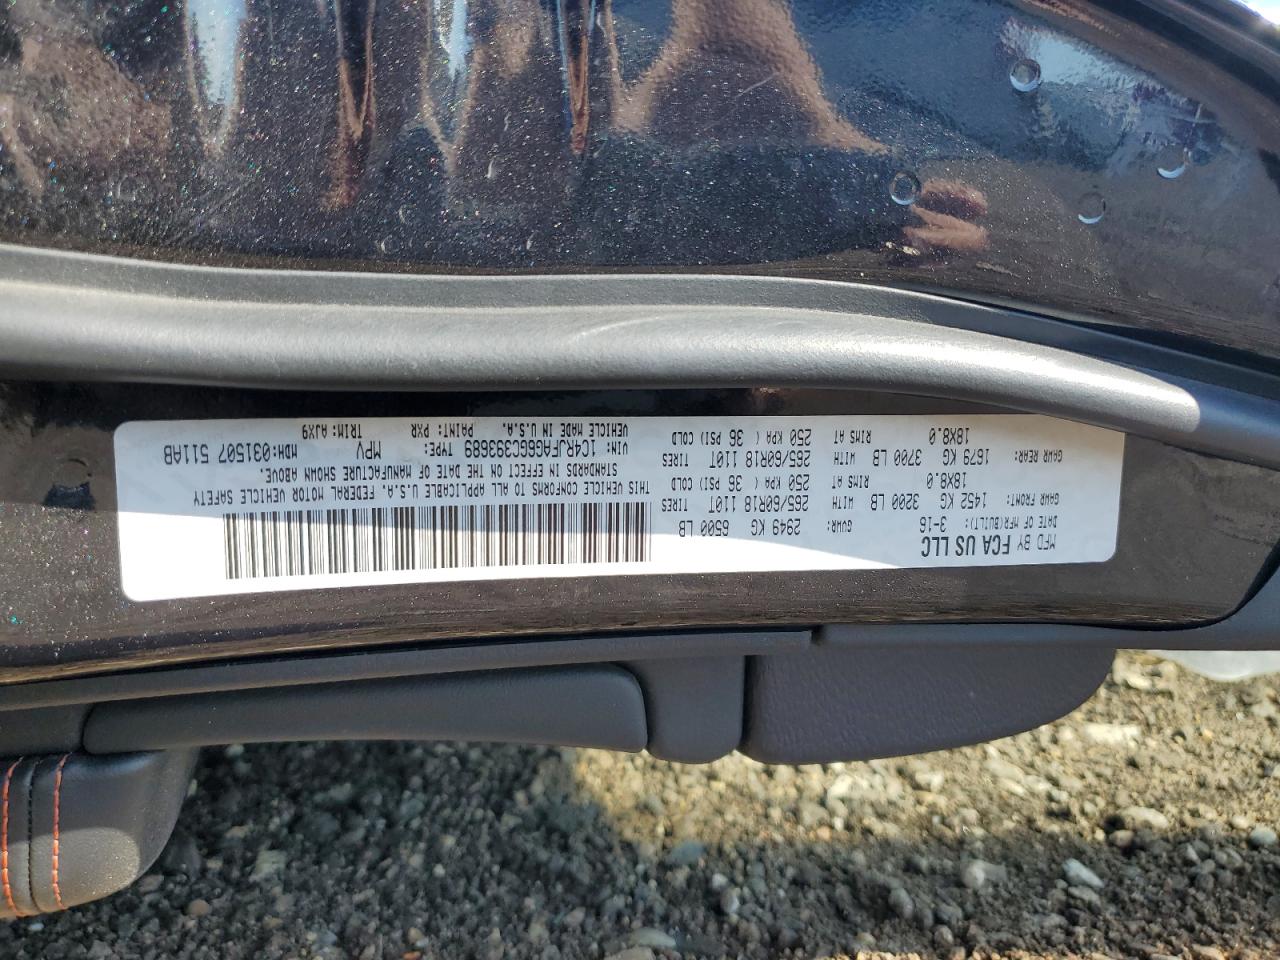 MFD BY FCA US LLC
DATE OF MFR(BUILT): 3-16 GVWR: 2949 KG 6500 LB
GAWR FRONT: 1452 KG 3200 LB WITH 265/60R18 110T TIRES
18X8.0 RIMS AT 250 KPA ( 36 PSI) COLD
GAWR REAR: 1679 KG 3700 LB WITH 265/60R18 110T TIRES
18X8.0 RIMS AT 250 KPA ( 36 PSI) COLD
THIS VEHICLE CONFORMS TO ALL APPLICABLE U.S.A. FEDERAL MOTOR VEHICLE SAFETY
STANDARDS IN EFFECT ON THE DATE OF MANUFACTURE SHOWN ABOVE.
VIN: 1C4RJFAG6GC393689 TYPE: MPV MDH: 031507 511AB
VEHICLE MADE IN U.S.A. PAINT: PXR TRIM: AJX9